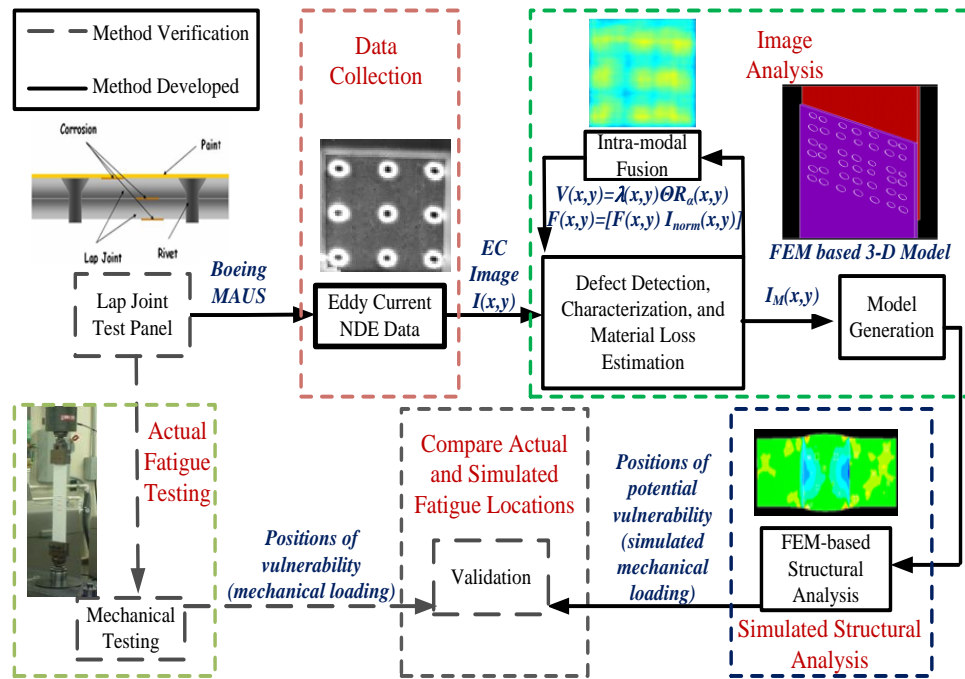 Method Verification
Method Developed
Corrosion
Paint
Lap Joint
Rivet
Lap Joint
Test Panel
Boeing
MAUS
Data
Collection
Eddy Current
NDE Data
EC
Image
I(x,y)
Image
Analysis
Intra-modal
Fusion
V(x,y)=λ(x,y)ΘRα(x,y)
F(x,y)=[F(x,y) Inorm(x,y)]
FEM based 3-D Model
Defect Detection,
Characterization, and
Material Loss
Estimation
IM(x,y)
Model
Generation
Actual
Fatigue
Testing
Mechanical
Testing
Positions of
vulnerability
(mechanical loading)
Compare Actual
and Simulated
Fatigue Locations
Validation
Positions of
potential
vulnerability
(simulated
mechanical
loading)
FEM-based
Structural
Analysis
Simulated Structural
Analysis